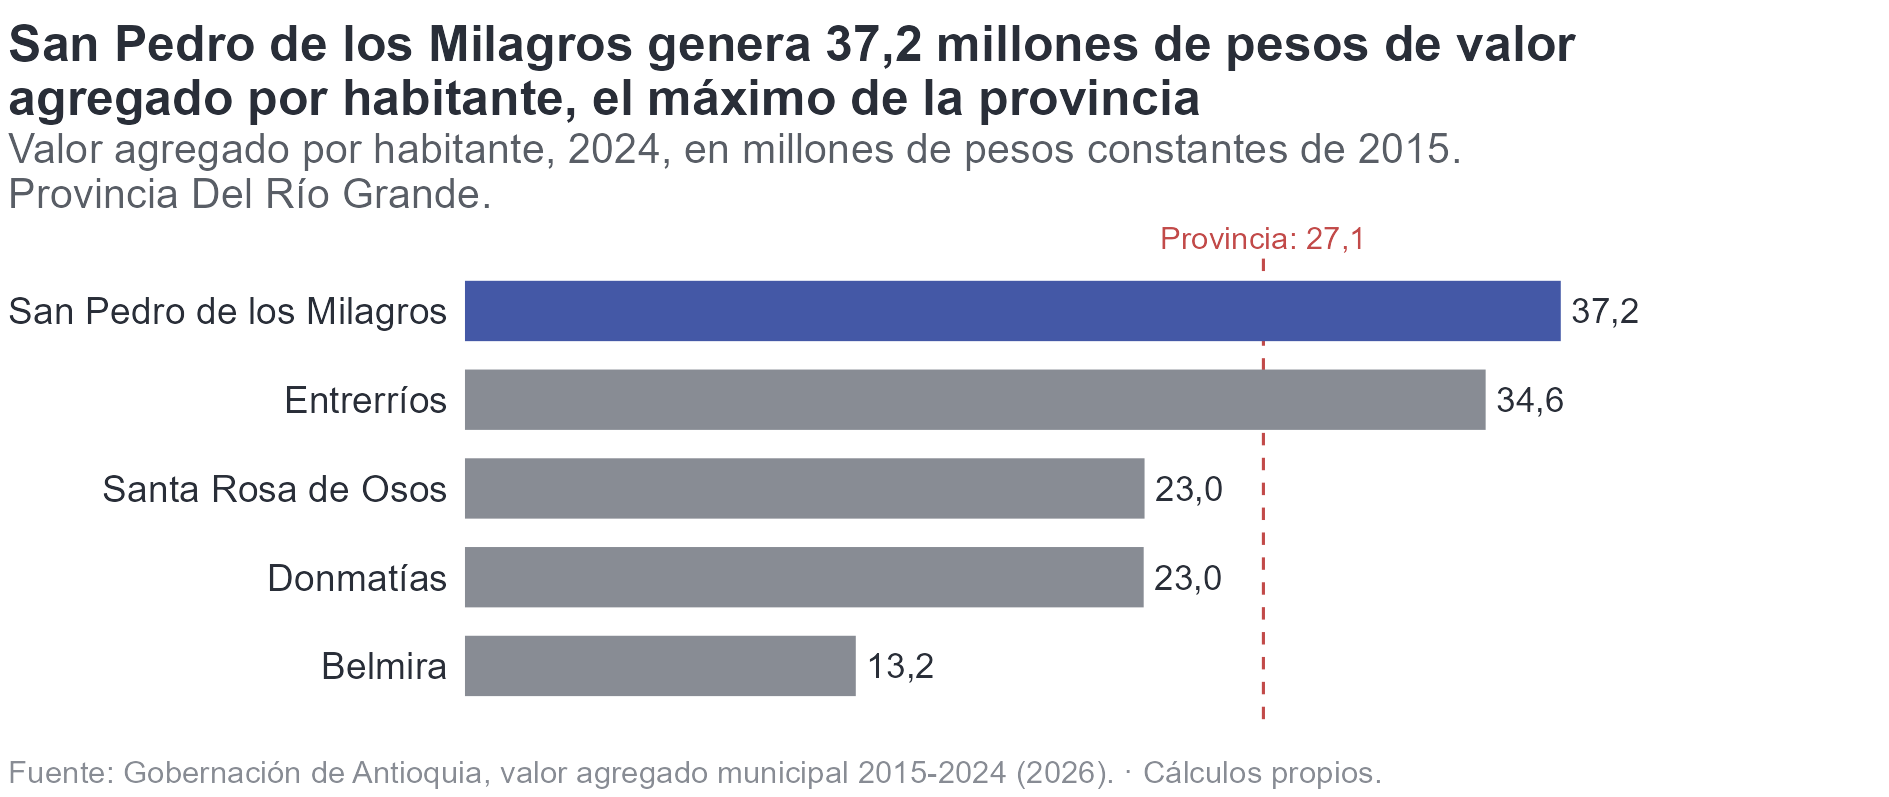 San Pedro de los Milagros genera 37,2 millones de pesos de valor
agregado por habitante, el máximo de la provincia
Valor agregado por habitante, 2024, en millones de pesos constantes de 2015.
Provincia Del Río Grande.
Provincia: 27,1
San Pedro de los Milagros 37,2
Entrerríos 34,6
Santa Rosa de Osos 23,0
Donmatías 23,0
Belmira 13,2
Fuente: Gobernación de Antioquia, valor agregado municipal 2015-2024 (2026). · Cálculos propios.